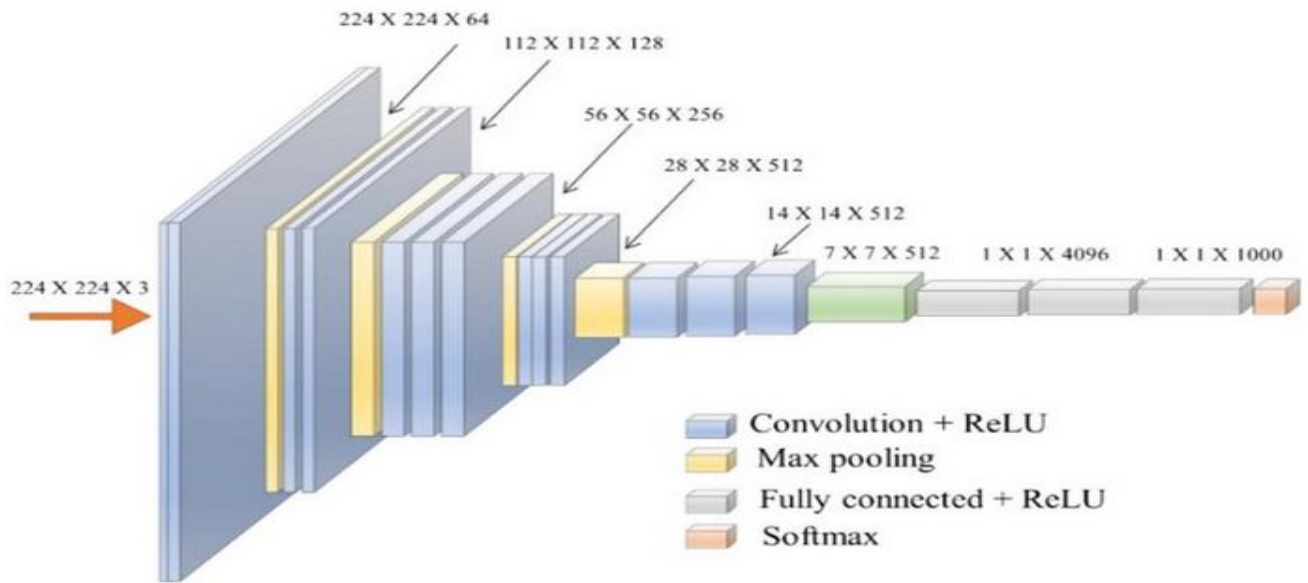 224 X 224 X 64
112 X 112 X 128
56 X 56 X 256
28 X 28 X 512
14 X 14 X 512
7 X 7 X 512
1 X 1 X 4096
1 X 1 X 1000
224 X 224 X 3
Convolution + ReLU
Max pooling
Fully connected + ReLU
Softmax